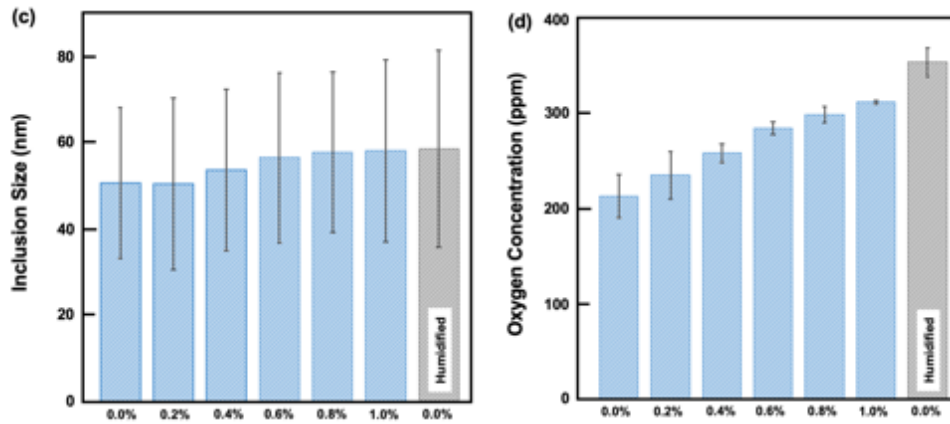 (c)
Inclusion Size (nm)
80
60
40
20
0
Humidified
0.0% 0.2% 0.4% 0.6% 0.8% 1.0% 0.0%
(d)
Oxygen Concentration (ppm)
400
300
200
100
0
Humidified
0.0% 0.2% 0.4% 0.6% 0.8% 1.0% 0.0%